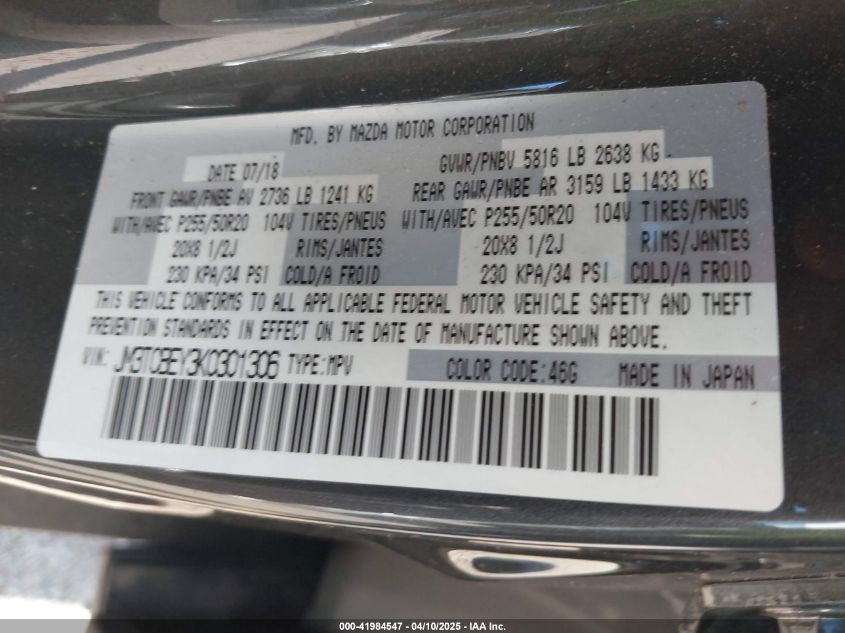 MFD. BY MAZDA MOTOR CORPORATION
DATE 07/18 GVWR/PNBV 5816 LB 2638 KG
FRONT GAWR/PNBE AV 2736 LB 1241 KG REAR GAWR/PNBE AR 3159 LB 1433 KG
WITH/AVEC P255/50R20 104V TIRES/PNEUS WITH/AVEC P255/50R20 104V TIRES/PNEUS
20X8 1/2J RIMS/JANTES 20X8 1/2J RIMS/JANTES
230 KPA/34 PSI COLD/A FROID 230 KPA/34 PSI COLD/A FROID
THIS VEHICLE CONFORMS TO ALL APPLICABLE FEDERAL MOTOR VEHICLE SAFETY AND THEFT
PREVENTION STANDARDS IN EFFECT ON THE DATE OF MANUFACTURE SHOWN ABOVE.
VIN: JM3TCBEY3K0301306 TYPE:MPV COLOR CODE:46G MADE IN JAPAN
000-41984547 - 04/10/2025 - IAA Inc.